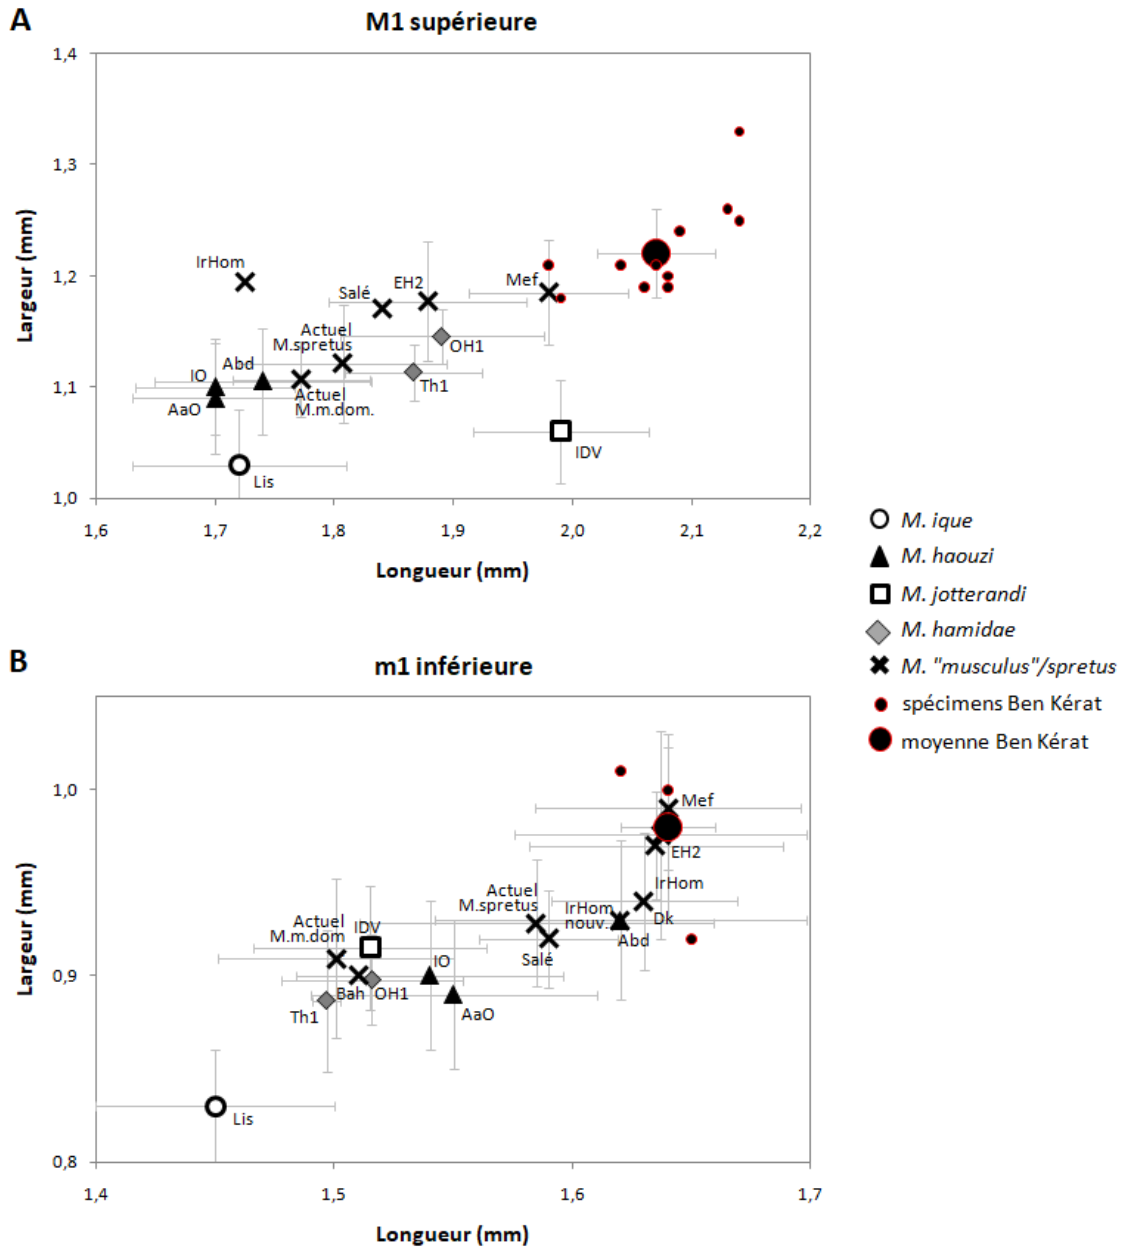 A
M1 supérieure
Largeur (mm)
1,4
1,3
1,2
1,1
1,0
IrHom
Salé
EH2
Mef
Actuel
M.spretus
OH1
Abd
IO
Th1
AaO
Actuel
M.m.dom.
IDV
Lis
1,6
1,7
1,8
1,9
2,0
2,1
2,2
Longueur (mm)
M. ique
M. haouzi
M. jotterandi
M. hamidae
M. "musculus"/spretus
spécimens Ben Kérat
moyenne Ben Kérat
B
m1 inférieure
Largeur (mm)
1,0
0,9
0,8
Mef
EH2
IrHom
Actuel
M.spretus
IrHom
nouv.
Dk
Abd
Salé
Actuel
M.m.dom
IDV
IO
Bah
OH1
Th1
AaO
Lis
1,4
1,5
1,6
1,7
Longueur (mm)